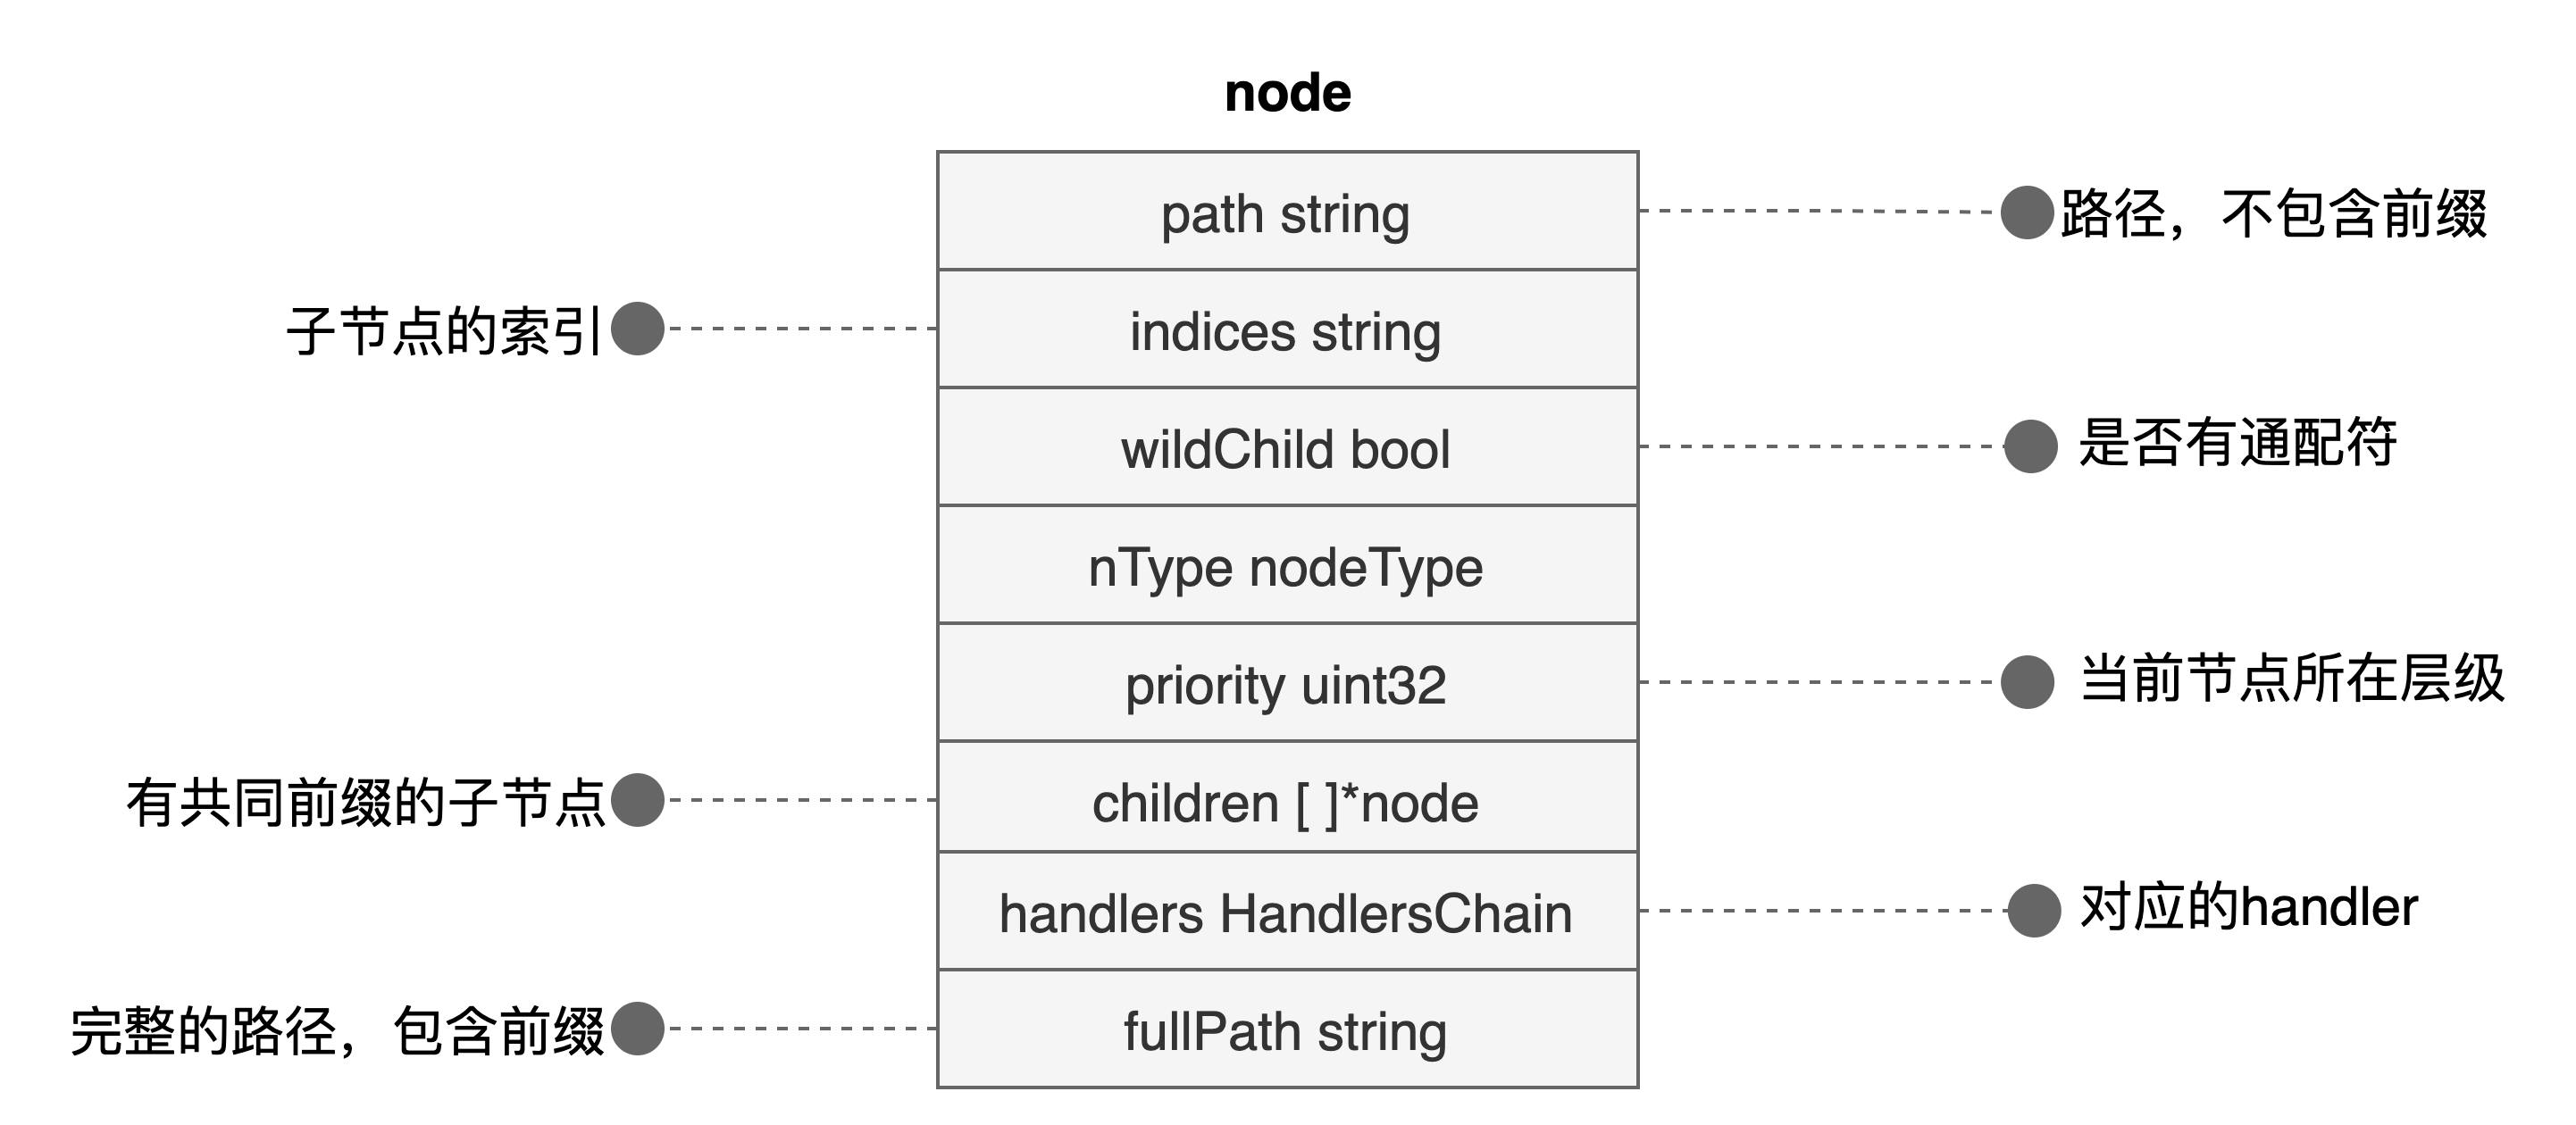 node
path string
路径，不包含前缀
子节点的索引
indices string
wildChild bool
是否有通配符
nType nodeType
priority uint32
当前节点所在层级
有共同前缀的子节点
children [ ]*node
handlers HandlersChain
对应的handler
完整的路径，包含前缀
fullPath string